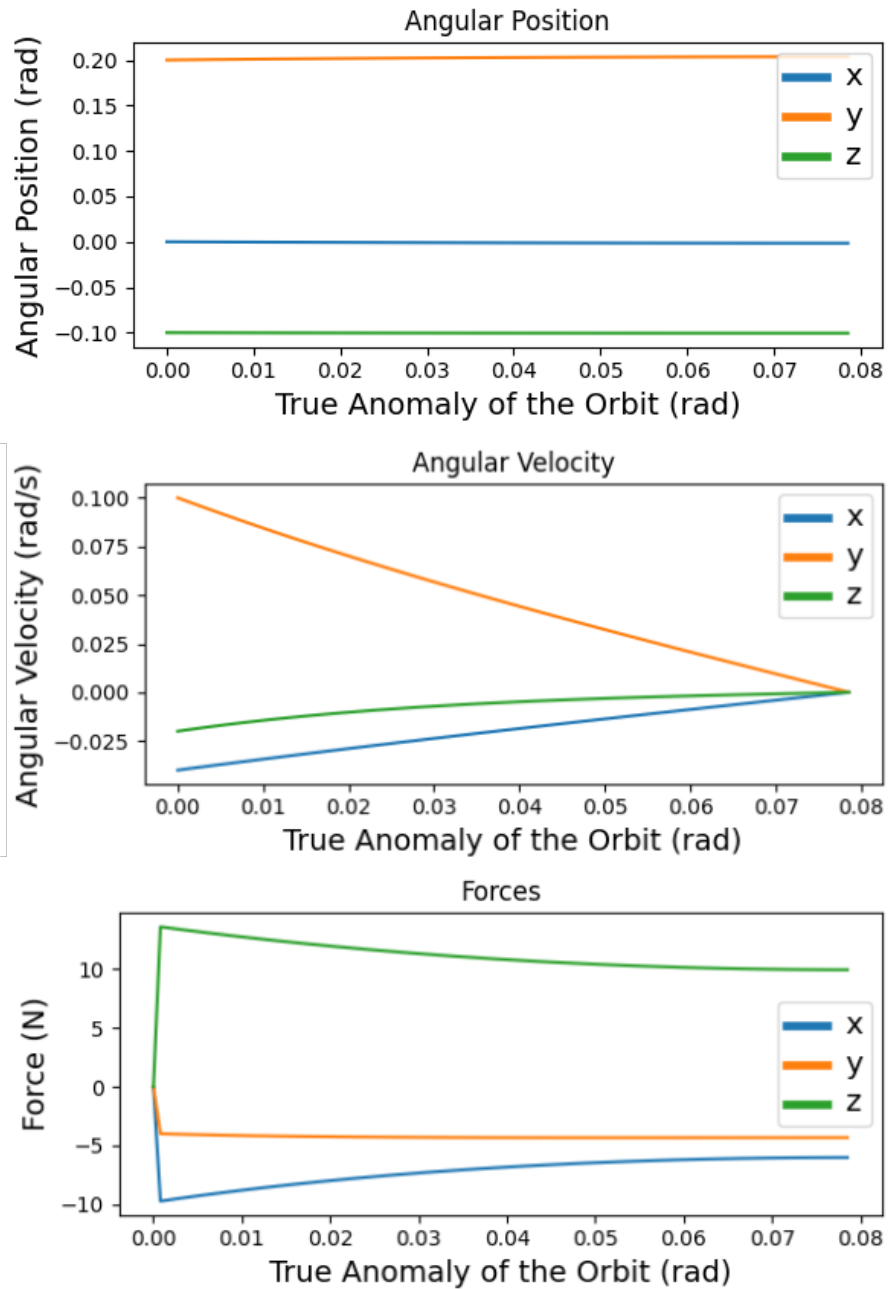 Angular Position
Angular Position (rad)
0.20
0.15
0.10
0.05
0.00
−0.05
−0.10
x
y
z
0.00 0.01 0.02 0.03 0.04 0.05 0.06 0.07 0.08
True Anomaly of the Orbit (rad)
Angular Velocity
Angular Velocity (rad/s)
0.100
0.075
0.050
0.025
0.000
−0.025
x
y
z
0.00 0.01 0.02 0.03 0.04 0.05 0.06 0.07 0.08
True Anomaly of the Orbit (rad)
Forces
Force (N)
10
5
0
−5
−10
x
y
z
0.00 0.01 0.02 0.03 0.04 0.05 0.06 0.07 0.08
True Anomaly of the Orbit (rad)